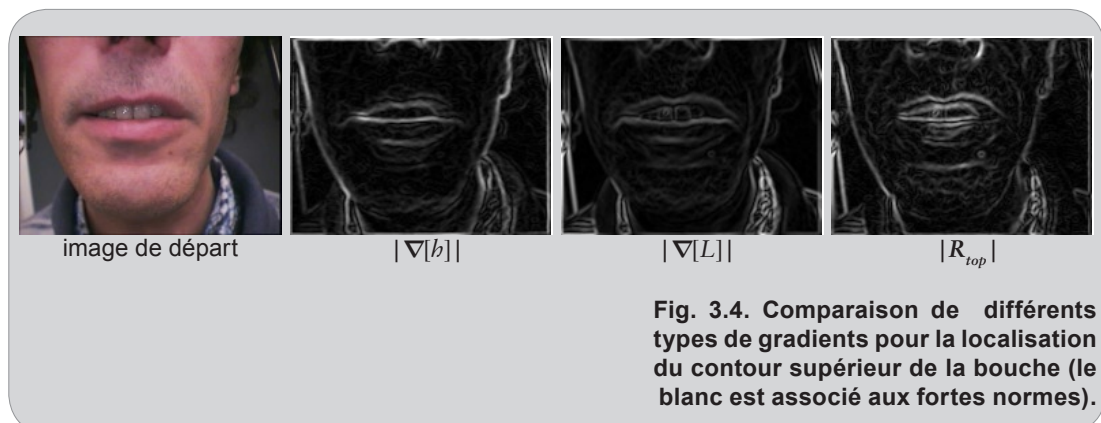 image de départ
|∇[h]|
|∇[L]|
|R_top|
Fig. 3.4. Comparaison de différents
types de gradients pour la localisation
du contour supérieur de la bouche (le
blanc est associé aux fortes normes).